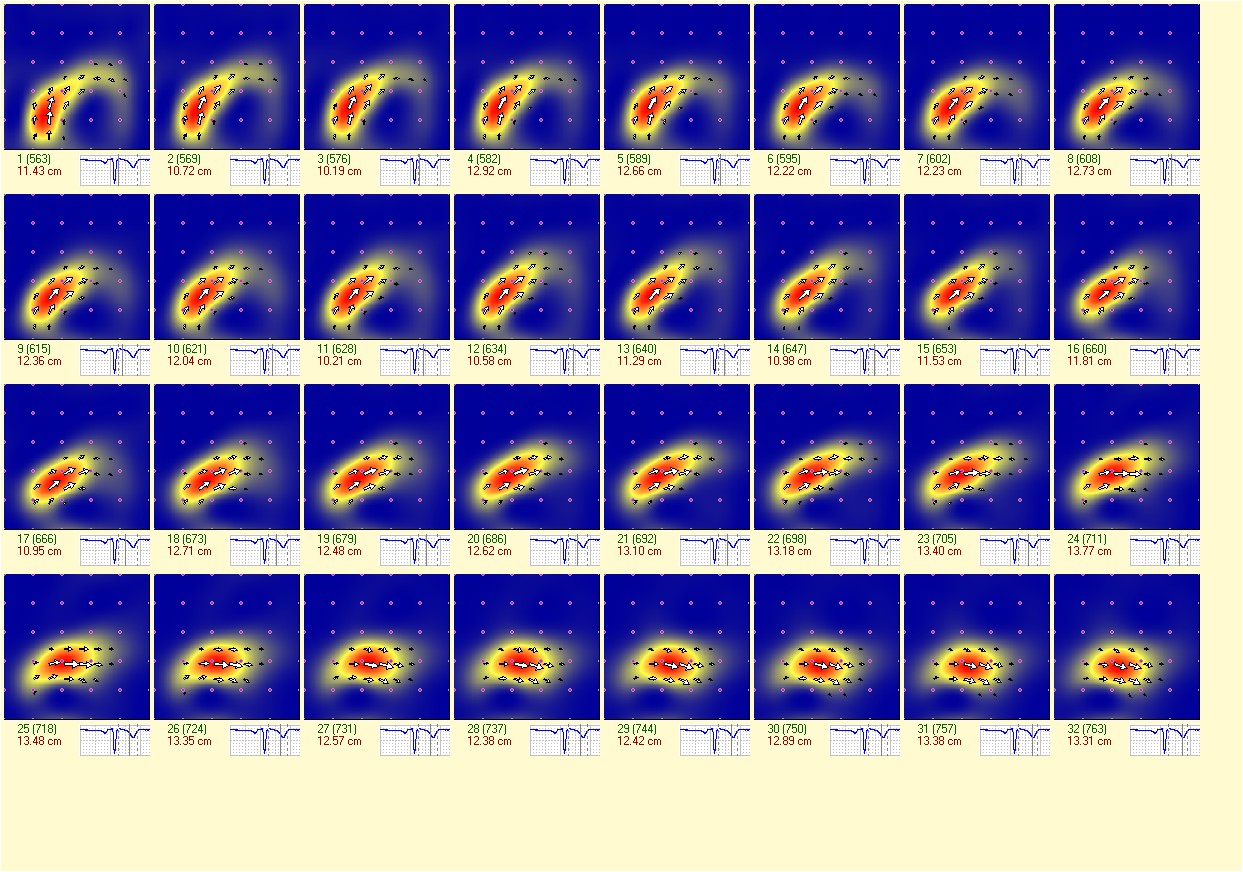 1 (563)
11.43 cm
2 (569)
10.72 cm
3 (576)
10.19 cm
4 (582)
12.92 cm
5 (589)
12.66 cm
6 (595)
12.22 cm
7 (602)
12.23 cm
8 (608)
12.73 cm
9 (615)
12.36 cm
10 (621)
12.04 cm
11 (628)
10.21 cm
12 (634)
10.58 cm
13 (640)
11.29 cm
14 (647)
10.98 cm
15 (653)
11.53 cm
16 (660)
11.81 cm
17 (666)
10.95 cm
18 (673)
12.71 cm
19 (679)
12.48 cm
20 (686)
12.62 cm
21 (692)
13.10 cm
22 (698)
13.18 cm
23 (705)
13.40 cm
24 (711)
13.77 cm
25 (718)
13.48 cm
26 (724)
13.35 cm
27 (731)
12.57 cm
28 (737)
12.38 cm
29 (744)
12.42 cm
30 (750)
12.89 cm
31 (757)
13.38 cm
32 (763)
13.31 cm